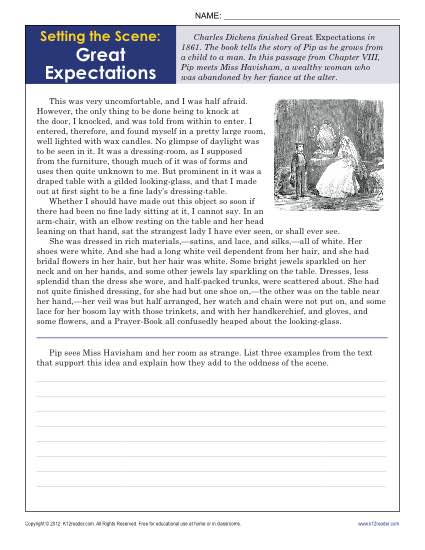 NAME:
Setting the Scene:
Great
Expectations
Charles Dickens finished Great Expectations in
1861. The book tells the story of Pip as he grows from
a child to a man. In this passage from Chapter VIII,
Pip meets Miss Havisham, a wealthy woman who
was abandoned by her fiance at the alter.
This was very uncomfortable, and I was half afraid.
However, the only thing to be done being to knock at
the door, I knocked, and was told from within to enter. I
entered, therefore, and found myself in a pretty large room,
well lighted with wax candles. No glimpse of daylight was
to be seen in it. It was a dressing-room, as I supposed
from the furniture, though much of it was of forms and
uses then quite unknown to me. But prominent in it was a
draped table with a gilded looking-glass, and that I made
out at first sight to be a fine lady's dressing-table.
Whether I should have made out this object so soon if
there had been no fine lady sitting at it, I cannot say. In an
arm-chair, with an elbow resting on the table and her head
leaning on that hand, sat the strangest lady I have ever seen, or shall ever see.
She was dressed in rich materials,—satins, and lace, and silks,—all of white. Her
shoes were white. And she had a long white veil dependent from her hair, and she had
bridal flowers in her hair, but her hair was white. Some bright jewels sparkled on her
neck and on her hands, and some other jewels lay sparkling on the table. Dresses, less
splendid than the dress she wore, and half-packed trunks, were scattered about. She had
not quite finished dressing, for she had but one shoe on,—the other was on the table near
her hand,—her veil was but half arranged, her watch and chain were not put on, and some
lace for her bosom lay with those trinkets, and with her handkerchief, and gloves, and
some flowers, and a Prayer-Book all confusedly heaped about the looking-glass.
Pip sees Miss Havisham and her room as strange. List three examples from the text
that support this idea and explain how they add to the oddness of the scene.
Copyright © 2012 K12reader.com. All Rights Reserved. Free for educational use at home or in classrooms.
www.k12reader.com